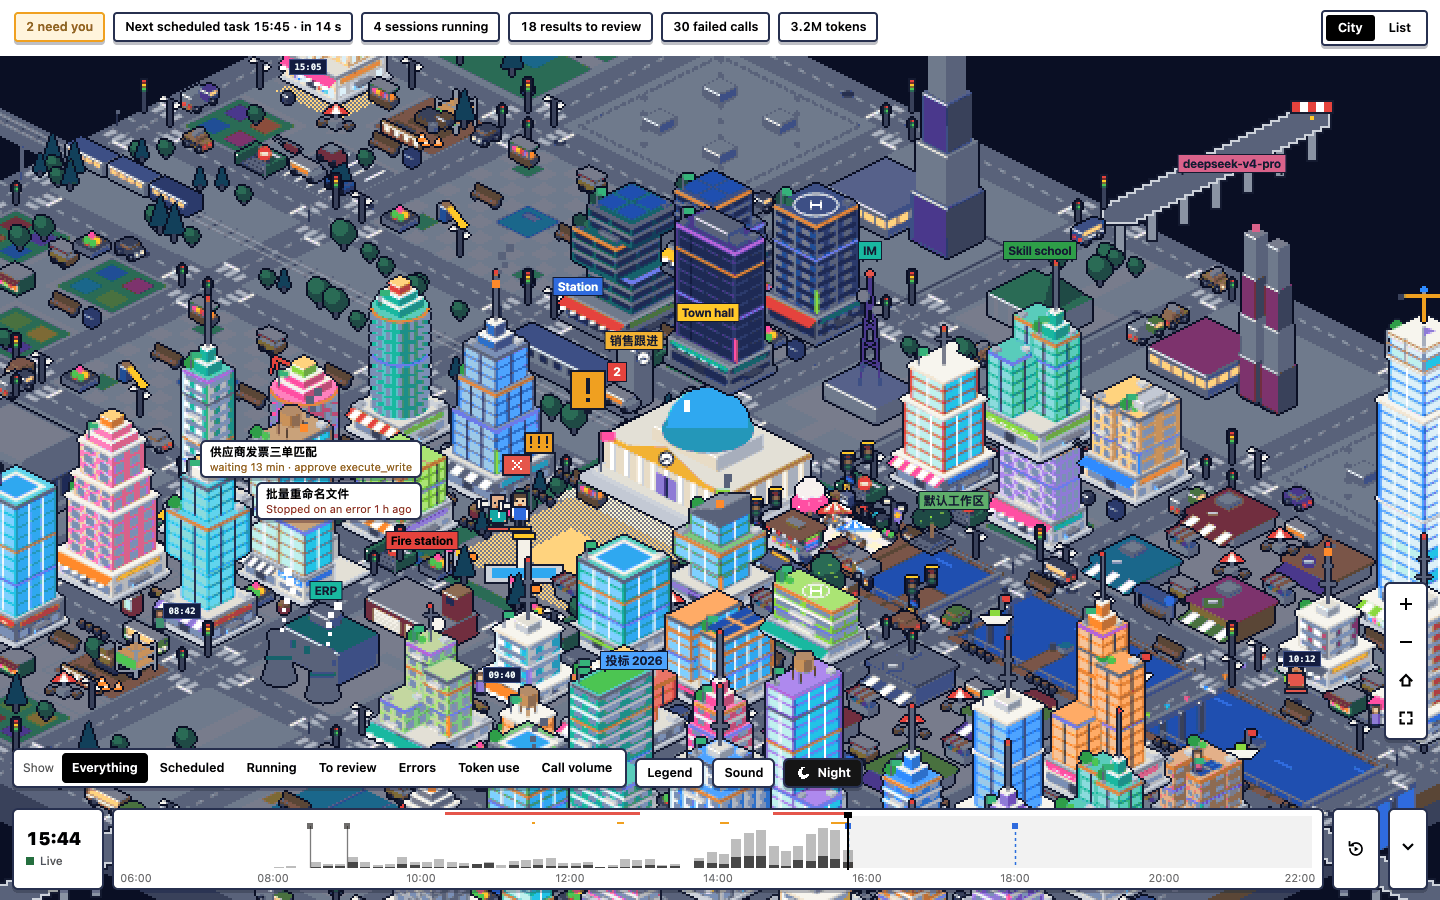 2 need you
Next scheduled task 15:45 · in 14 s
4 sessions running
18 results to review
30 failed calls
3.2M tokens
City
List
15:05
deepseek-v4-pro
IM
Skill school
Station
Town hall
销售跟进
2
供应商发票三单匹配
waiting 13 min · approve execute_write
批量重命名文件
Stopped on an error 1 h ago
默认工作区
Fire station
ERP
08:42
09:40
投标 2026
10:12
Show
Everything
Scheduled
Running
To review
Errors
Token use
Call volume
Legend
Sound
Night
15:44
Live
06:00
08:00
10:00
12:00
14:00
16:00
18:00
20:00
22:00